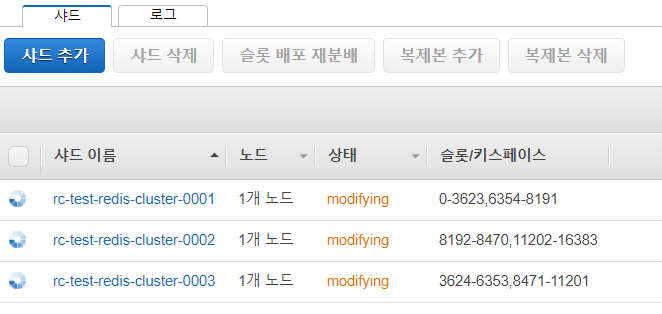 샤드 로그
샤드 추가 샤드 삭제 슬롯 배포 재분배 복제본 추가 복제본 삭제
샤드 이름 노드 상태 슬롯/키스페이스
rc-test-redis-cluster-0001 1개 노드 modifying 0-3623,6354-8191
rc-test-redis-cluster-0002 1개 노드 modifying 8192-8470,11202-16383
rc-test-redis-cluster-0003 1개 노드 modifying 3624-6353,8471-11201